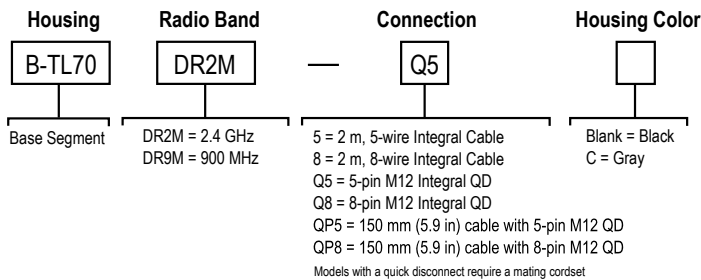 Housing Radio Band Connection Housing Color
B-TL70 DR2M — Q5
Base Segment
DR2M = 2.4 GHz
DR9M = 900 MHz
5 = 2 m, 5-wire Integral Cable
8 = 2 m, 8-wire Integral Cable
Q5 = 5-pin M12 Integral QD
Q8 = 8-pin M12 Integral QD
QP5 = 150 mm (5.9 in) cable with 5-pin M12 QD
QP8 = 150 mm (5.9 in) cable with 8-pin M12 QD
Models with a quick disconnect require a mating cordset
Blank = Black
C = Gray